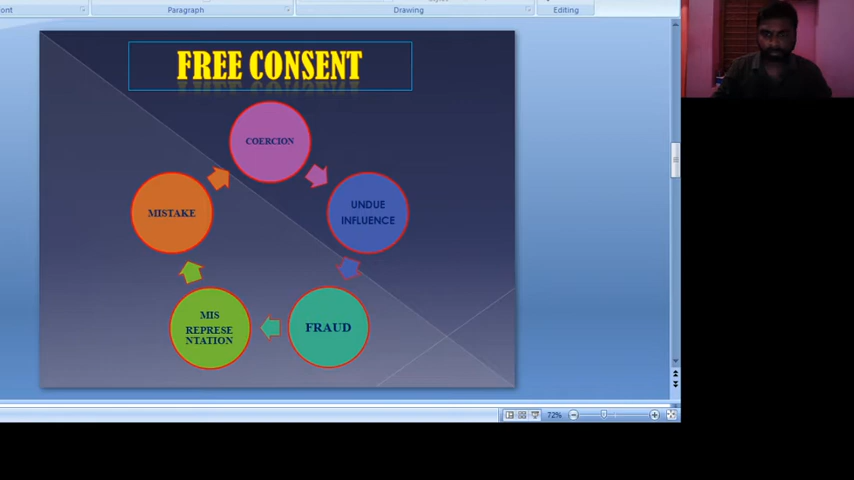 Paragraph
Drawing
Editing
FREE CONSENT
COERCION
UNDUE
INFLUENCE
FRAUD
MIS
REPRESE
NTATION
MISTAKE
72%